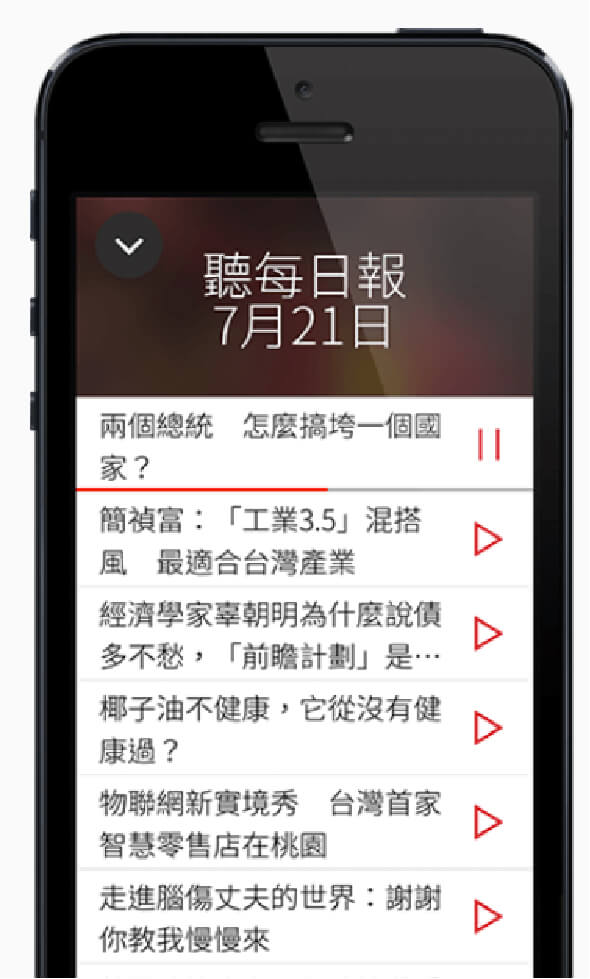 聽每日報
7月21日
兩個總統　怎麼搞垮一個國
家？
簡禎富：「工業3.5」混搭
風　最適合台灣產業
經濟學家辜朝明為什麼說債
多不愁，「前瞻計劃」是…
椰子油不健康，它從沒有健
康過？
物聯網新實境秀　台灣首家
智慧零售店在桃園
走進腦傷丈夫的世界：謝謝
你教我慢慢來